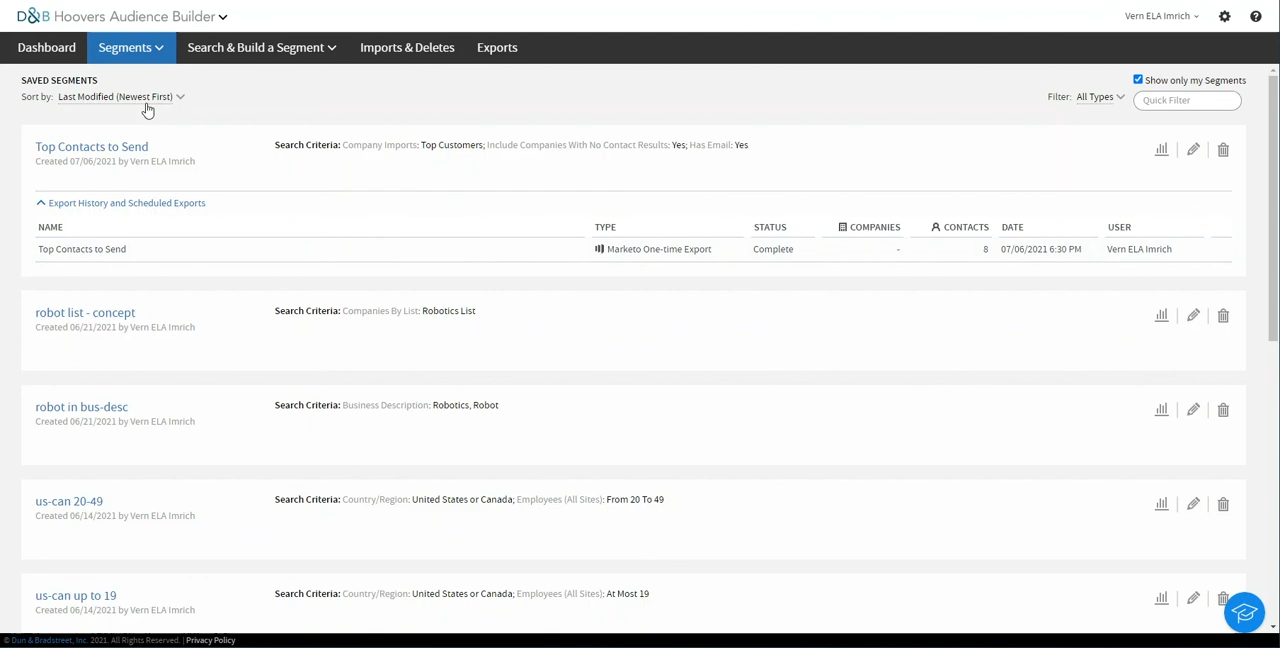 D&B Hoovers Audience Builder
Vern ELA Imrich
Dashboard Segments Search & Build a Segment Imports & Deletes Exports
SAVED SEGMENTS
Show only my Segments
Sort by: Last Modified (Newest First)
Filter: All Types Quick Filter
Top Contacts to Send
Search Criteria: Company Imports: Top Customers; Include Companies With No Contact Results: Yes; Has Email: Yes
Created 07/06/2021 by Vern ELA Imrich
Export History and Scheduled Exports
NAME TYPE STATUS COMPANIES CONTACTS DATE USER
Top Contacts to Send Marketo One-time Export Complete - 8 07/06/2021 6:30 PM Vern ELA Imrich
robot list - concept
Search Criteria: Companies By List: Robotics List
Created 06/21/2021 by Vern ELA Imrich
robot in bus-desc
Search Criteria: Business Description: Robotics, Robot
Created 06/21/2021 by Vern ELA Imrich
us-can 20-49
Search Criteria: Country/Region: United States or Canada; Employees (All Sites): From 20 To 49
Created 06/14/2021 by Vern ELA Imrich
us-can up to 19
Search Criteria: Country/Region: United States or Canada; Employees (All Sites): At Most 19
Created 06/14/2021 by Vern ELA Imrich
© Dun & Bradstreet, Inc. 2021. All Rights Reserved. | Privacy Policy